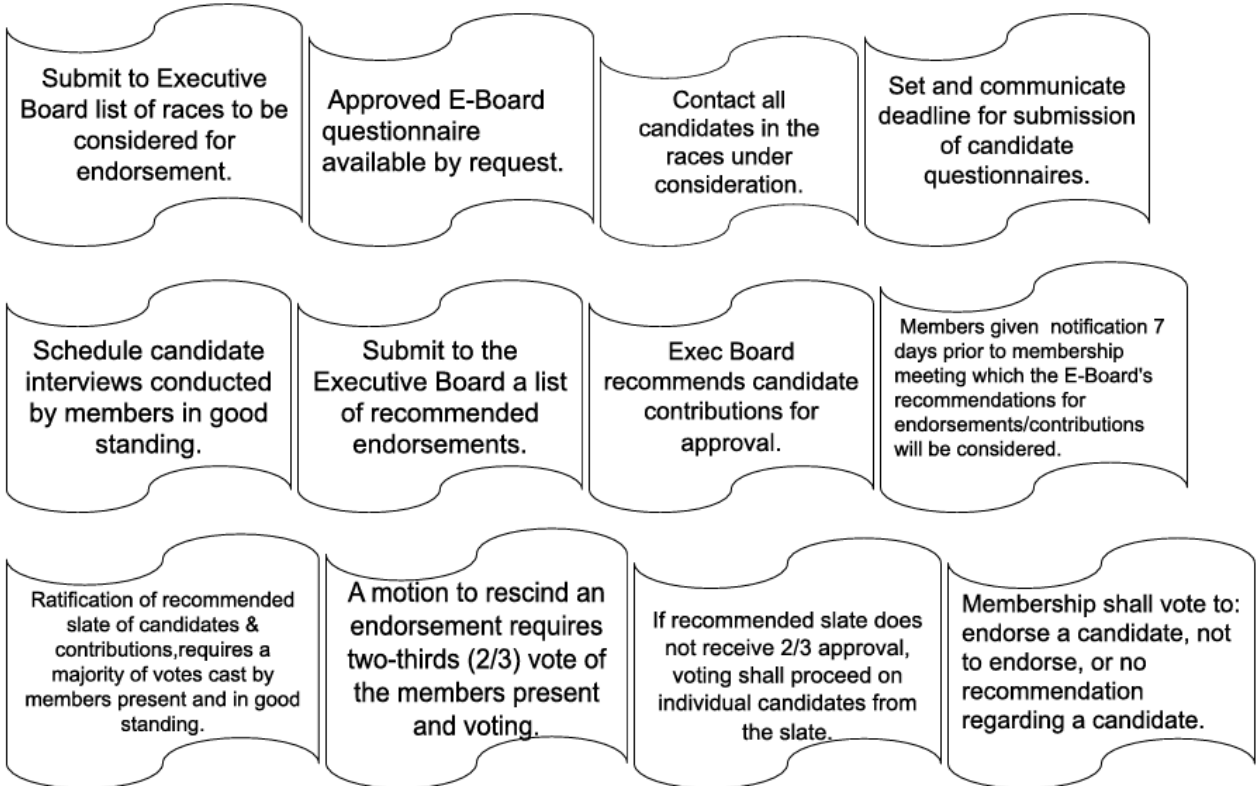 Submit to Executive
Board list of races to be
considered for
endorsement.
Approved E-Board
questionnaire
available by request.
Contact all
candidates in the
races under
consideration.
Set and communicate
deadline for submission
of candidate
questionnaires.
Schedule candidate
interviews conducted
by members in good
standing.
Submit to the
Executive Board a list
of recommended
endorsements.
Exec Board
recommends candidate
contributions for
approval.
Members given notification 7
days prior to membership
meeting which the E-Board's
recommendations for
endorsements/contributions
will be considered.
Ratification of recommended
slate of candidates &
contributions,requires a
majority of votes cast by
members present and in good
standing.
A motion to rescind an
endorsement requires
two-thirds (2/3) vote of
the members present
and voting.
If recommended slate does
not receive 2/3 approval,
voting shall proceed on
individual candidates from
the slate.
Membership shall vote to:
endorse a candidate, not
to endorse, or no
recommendation
regarding a candidate.